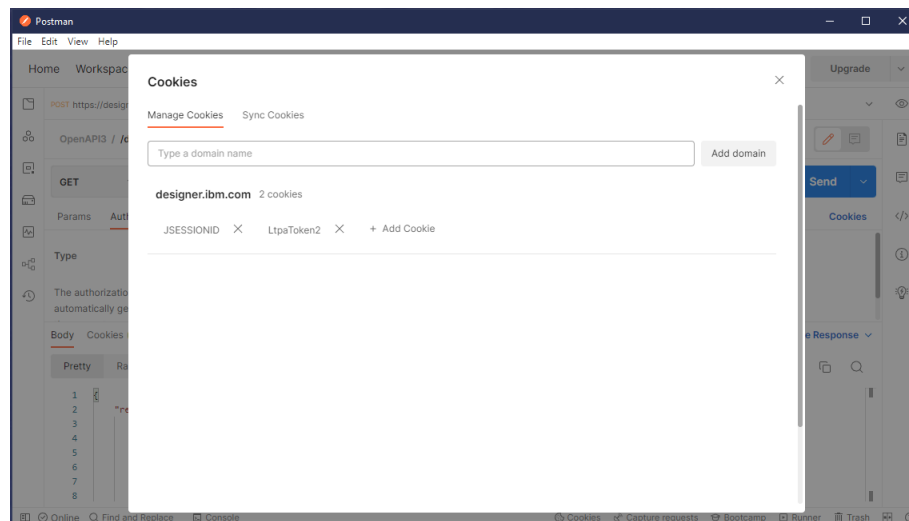 Postman
File Edit View Help
Home Workspac
Upgrade
Cookies
POST https://desigr
Manage Cookies Sync Cookies
OpenAPI3 /
Type a domain name
Add domain
GET
designer.ibm.com 2 cookies
Send
Params
JSESSIONID LtpaToken2 + Add Cookie
Cookies
Type
The authorizatio
automatically ge
Body Cookies
e Response
Pretty Ra
1 {
2 "re
3
4
5
6
7
8
Online Find and Replace Console
Cookies Capture requests Bootcamp Runner Trash